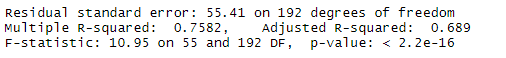 Residual standard error: 55.41 on 192 degrees of freedom
Multiple R-squared:  0.7582,    Adjusted R-squared:  0.689
F-statistic: 10.95 on 55 and 192 DF,  p-value: < 2.2e-16